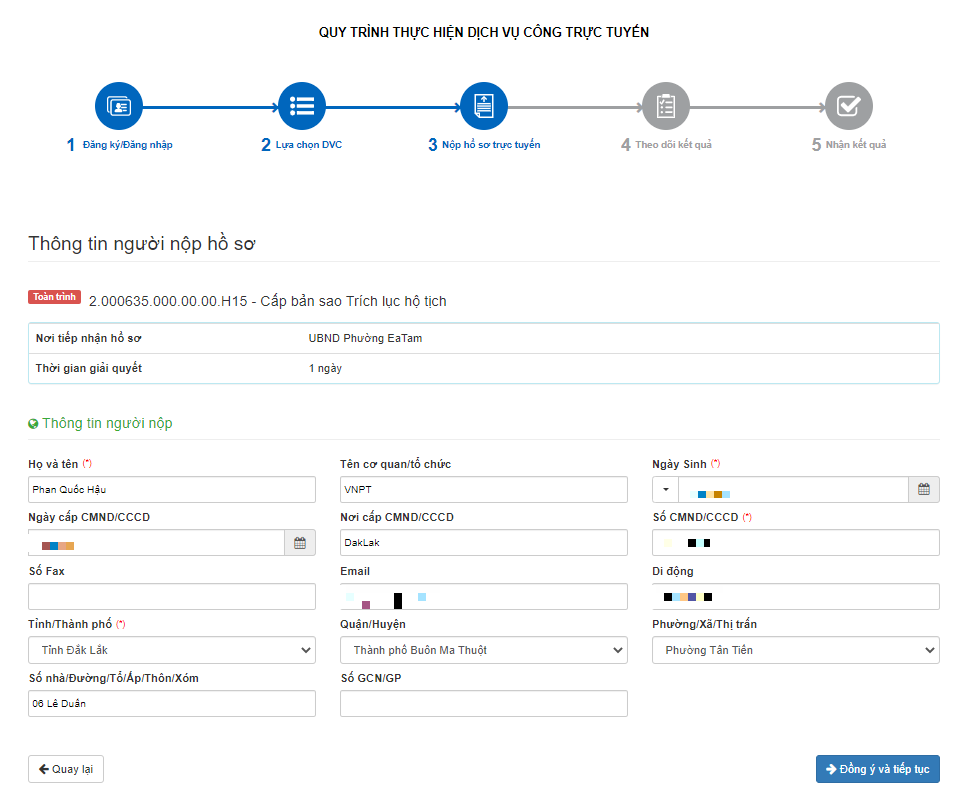 QUY TRÌNH THỰC HIỆN DỊCH VỤ CÔNG TRỰC TUYẾN
1 Đăng ký/Đăng nhập
2 Lựa chọn DVC
3 Nộp hồ sơ trực tuyến
4 Theo dõi kết quả
5 Nhận kết quả
Thông tin người nộp hồ sơ
Toàn trình 2.000635.000.00.00.H15 - Cấp bản sao Trích lục hộ tịch
Nơi tiếp nhận hồ sơ UBND Phường EaTam
Thời gian giải quyết 1 ngày
Thông tin người nộp
Họ và tên (*) Tên cơ quan/tổ chức Ngày Sinh (*)
Phan Quốc Hậu VNPT
Ngày cấp CMND/CCCD Nơi cấp CMND/CCCD Số CMND/CCCD (*)
DakLak
Số Fax Email Di động
Tỉnh/Thành phố (*) Quận/Huyện Phường/Xã/Thị trấn
Tỉnh Đắk Lắk Thành phố Buôn Ma Thuột Phường Tân Tiến
Số nhà/Đường/Tổ/Ấp/Thôn/Xóm Số GCN/GP
06 Lê Duẩn
Quay lại Đồng ý và tiếp tục